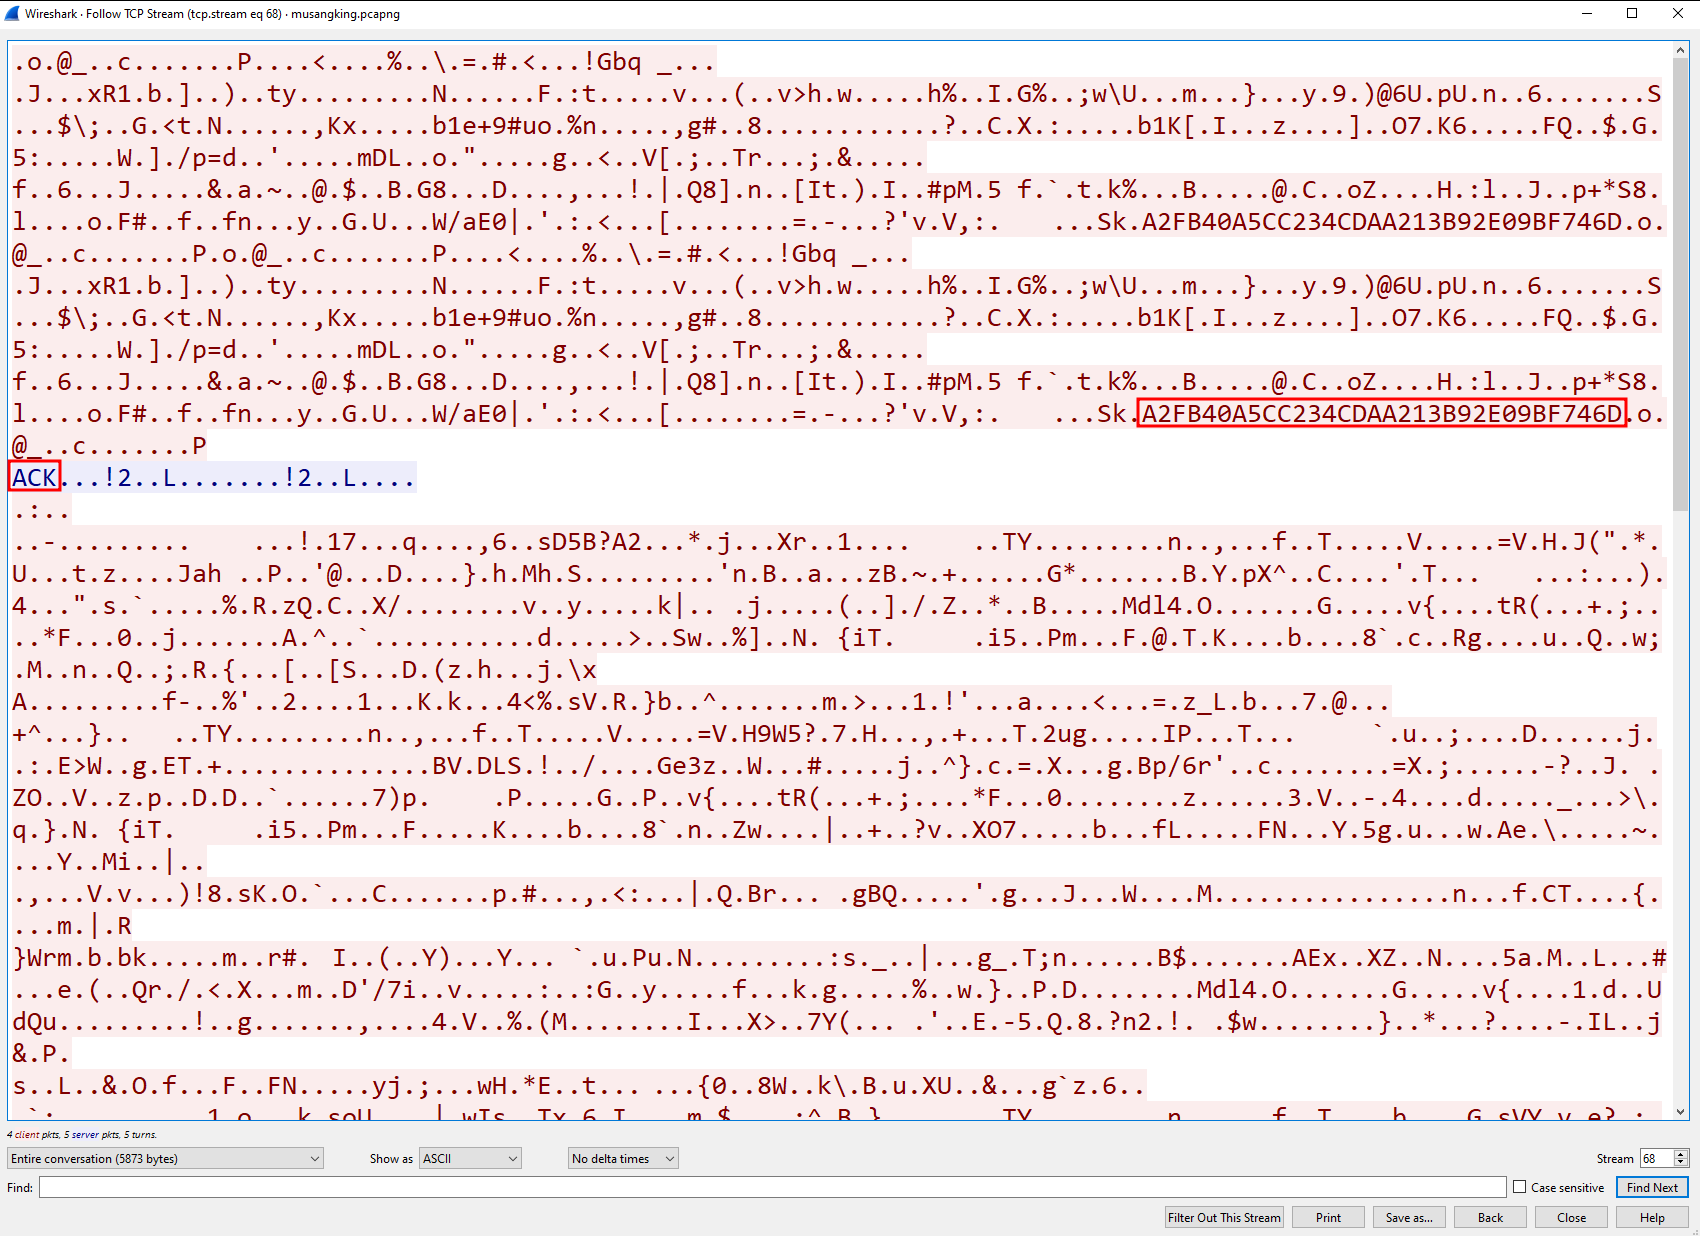 Wireshark · Follow TCP Stream (tcp.stream eq 68) · musangking.pcapng
.o.@_..c.......P....<....%..\.=.#.<...!Gbq _...
.J...xR1.b.]..)..ty.........N......F.:t.....v...(..v>h.w.....h%..I.G%..;w\U...m...}...y.9.)@6U.pU.n..6.......S
...$\;..G.<t.N......,Kx.....b1e+9#uo.%n.....,g#..8............?..C.X.:.....b1K[.I...z....]..O7.K6.....FQ..$.G.
5:.....W.]./p=d..'.....mDL..o.".....g..<..V[.;..Tr...;.&.....
f..6...J.....&.a.~..@.$..B.G8...D....,...!.|.Q8].n..[It.).I..#pM.5 f.`.t.k%...B.....@.C..oZ....H.:l..J..p+*S8.
l....o.F#..f..fn...y..G.U...W/aE0|.'.:.<...[........=.-...?'v.V,:.    ...Sk.A2FB40A5CC234CDAA213B92E09BF746D.o.
@_..c.......P.o.@_..c.......P....<....%..\.=.#.<...!Gbq _...
.J...xR1.b.]..)..ty.........N......F.:t.....v...(..v>h.w.....h%..I.G%..;w\U...m...}...y.9.)@6U.pU.n..6.......S
...$\;..G.<t.N......,Kx.....b1e+9#uo.%n.....,g#..8............?..C.X.:.....b1K[.I...z....]..O7.K6.....FQ..$.G.
5:.....W.]./p=d..'.....mDL..o.".....g..<..V[.;..Tr...;.&.....
f..6...J.....&.a.~..@.$..B.G8...D....,...!.|.Q8].n..[It.).I..#pM.5 f.`.t.k%...B.....@.C..oZ....H.:l..J..p+*S8.
l....o.F#..f..fn...y..G.U...W/aE0|.'.:.<...[........=.-...?'v.V,:.    ...Sk.A2FB40A5CC234CDAA213B92E09BF746D.o.
@_..c.......P
ACK...!2..L.......!2..L....
.:..
..-.........    ...!.17...q....,6..sD5B?A2...*.j...Xr..1....    ..TY.........n..,...f..T.....V.....=V.H.J(".*.
U...t.z....Jah ..P..'@...D....}.h.Mh.S.........'n.B..a...zB.~.+......G*.......B.Y.pX^..C....'.T...    ...:...).
4...".s.`.....%.R.zQ.C..X/........v..y.....k|.. .j.....(..]./.Z..*..B.....Mdl4.O.......G.....v{....tR(...+.;..
..*F...0..j.......A.^..`...........d.....>..Sw..%]..N. {iT.    .i5..Pm...F.@.T.K....b....8`.c..Rg....u..Q..w;
.M..n..Q..;.R.{...[..[S...D.(z.h...j.\x
A.........f-..%'..2....1...K.k...4<%.sV.R.}b..^.......m.>...1.!'...a....<...=.z_L.b...7.@...
+^...}..   ..TY.........n..,...f..T.....V.....=V.H9W5?.7.H...,.+...T.2ug.....IP...T...     `.u..;....D......j.
.:.E>W..g.ET.+..............BV.DLS.!../....Ge3z..W...#.....j..^}.c.=.X...g.Bp/6r'..c........=X.;......-?..J. .
ZO..V..z.p..D.D..`......7)p.    .P.....G..P..v{....tR(...+.;....*F...0........z......3.V..-.4....d....._...>\.
q.}.N. {iT.     .i5..Pm...F.....K....b....8`.n..Zw....|..+..?v..XO7.....b...fL.....FN...Y.5g.u...w.Ae.\.....~.
...Y..Mi..|..
.,...V.v...)!8.sK.O.`...C.......p.#...,.<:...|.Q.Br... .gBQ.....'.g...J...W....M................n...f.CT....{.
...m.|.R
}Wrm.b.bk.....m..r#. I..(..Y)...Y... `.u.Pu.N.........:s._..|...g_.T;n......B$.......AEx..XZ..N....5a.M..L...#
...e.(..Qr./.<.X...m..D'/7i..v.....:..:G..y.....f...k.g.....%..w.}..P.D........Mdl4.O.......G.....v{....1.d..U
dQu.........!..g.......,....4.V..%.(M........I...X>..7Y(... .'..E.-5.Q.8.?n2.!. .$w........}..*...?....-.IL..j
&.P.
s..L..&.O.f...F..FN.....yj.;...wH.*E..t... ...{0..8W..k\.B.u.XU..&...g`z.6..
4 client pkts, 5 server pkts, 5 turns.
Entire conversation (5873 bytes) Show as ASCII No delta times Stream 68
Find: Case sensitive Find Next
Filter Out This Stream Print Save as... Back Close Help